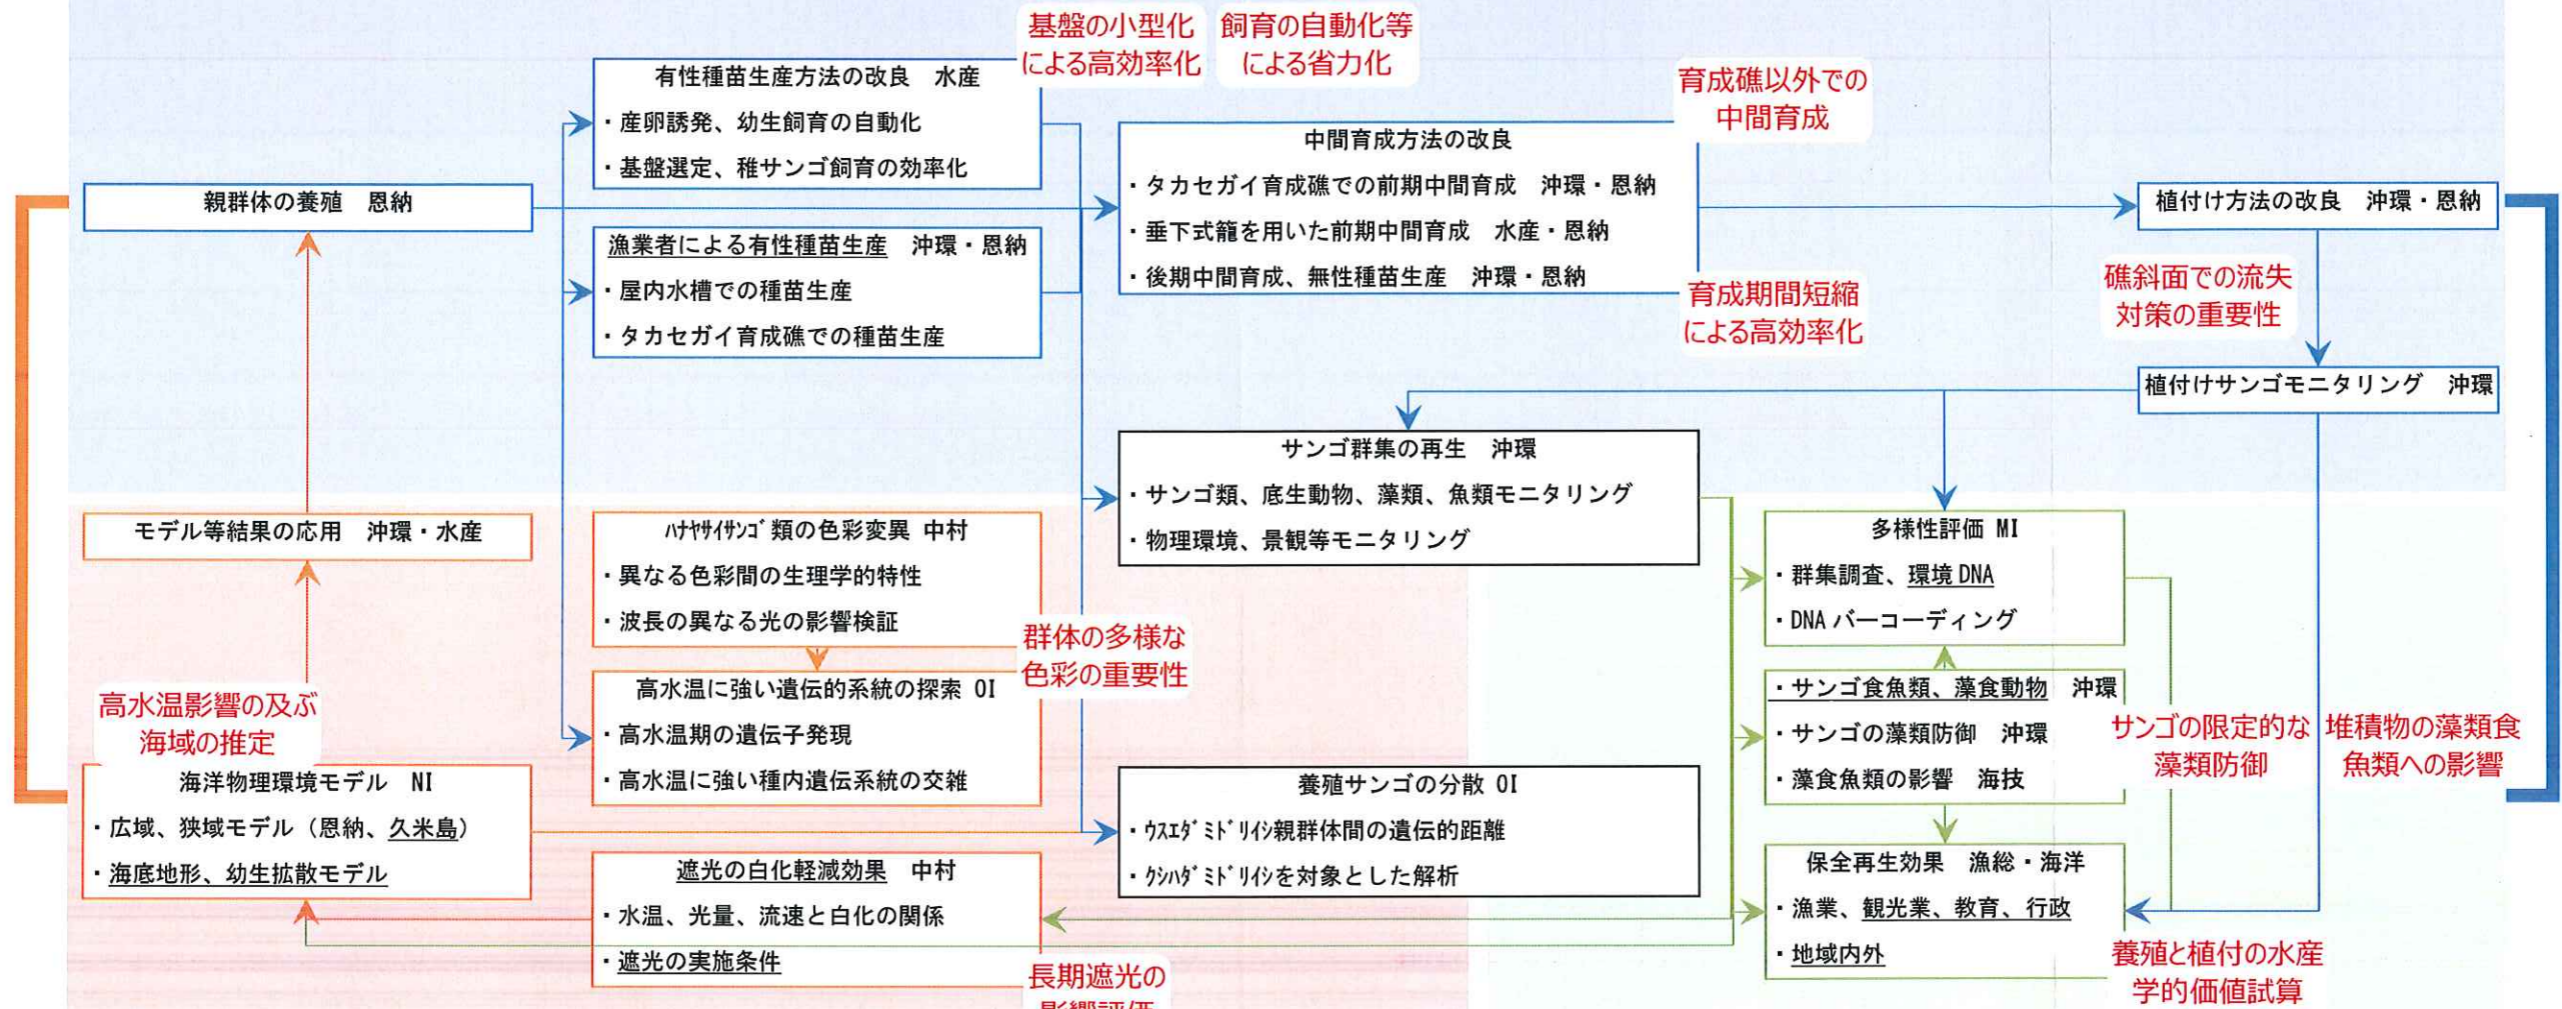 基盤の小型化
による高効率化
飼育の自動化等
による省力化
有性種苗生産方法の改良　水産
・産卵誘発、幼生飼育の自動化
・基盤選定、稚サンゴ飼育の効率化
育成礁以外での
中間育成
中間育成方法の改良
・タカセガイ育成礁での前期中間育成　沖環・恩納
・垂下式籠を用いた前期中間育成　水産・恩納
・後期中間育成、無性種苗生産　沖環・恩納
親群体の養殖　恩納
植付け方法の改良　沖環・恩納
漁業者による有性種苗生産　沖環・恩納
・屋内水槽での種苗生産
・タカセガイ育成礁での種苗生産
育成期間短縮
による高効率化
礁斜面での流失
対策の重要性
植付けサンゴモニタリング　沖環
サンゴ群集の再生　沖環
・サンゴ類、底生動物、藻類、魚類モニタリング
・物理環境、景観等モニタリング
モデル等結果の応用　沖環・水産
ﾊﾅﾔｻｲｻﾝｺﾞ類の色彩変異 中村
・異なる色彩間の生理学的特性
・波長の異なる光の影響検証
多様性評価 MI
・群集調査、環境 DNA
・DNA バーコーディング
群体の多様な
色彩の重要性
高水温に強い遺伝的系統の探索 OI
・高水温期の遺伝子発現
・高水温に強い種内遺伝系統の交雑
・サンゴ食魚類、藻食動物　沖環
・サンゴの藻類防御　沖環
・藻食魚類の影響　海技
サンゴの限定的な
藻類防御
堆積物の藻類食
魚類への影響
高水温影響の及ぶ
海域の推定
海洋物理環境モデル　NI
・広域、狭域モデル（恩納、久米島）
・海底地形、幼生拡散モデル
養殖サンゴの分散 OI
・ｳｽｴﾀﾞﾐﾄﾞﾘｲｼ親群体間の遺伝的距離
・ｸｼﾊﾀﾞﾐﾄﾞﾘｲｼを対象とした解析
遮光の白化軽減効果　中村
・水温、光量、流速と白化の関係
・遮光の実施条件
保全再生効果　漁総・海洋
・漁業、観光業、教育、行政
・地域内外
長期遮光の
影響評価
養殖と植付の水産
学的価値試算